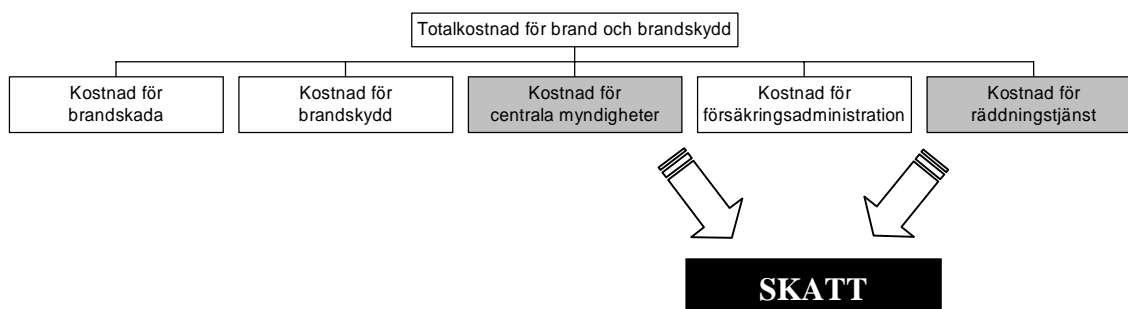 Totalkostnad för brand och brandskydd
Kostnad för
brandskada
Kostnad för
brandskydd
Kostnad för
centrala myndigheter
Kostnad för
försäkringsadministration
Kostnad för
räddningstjänst
SKATT